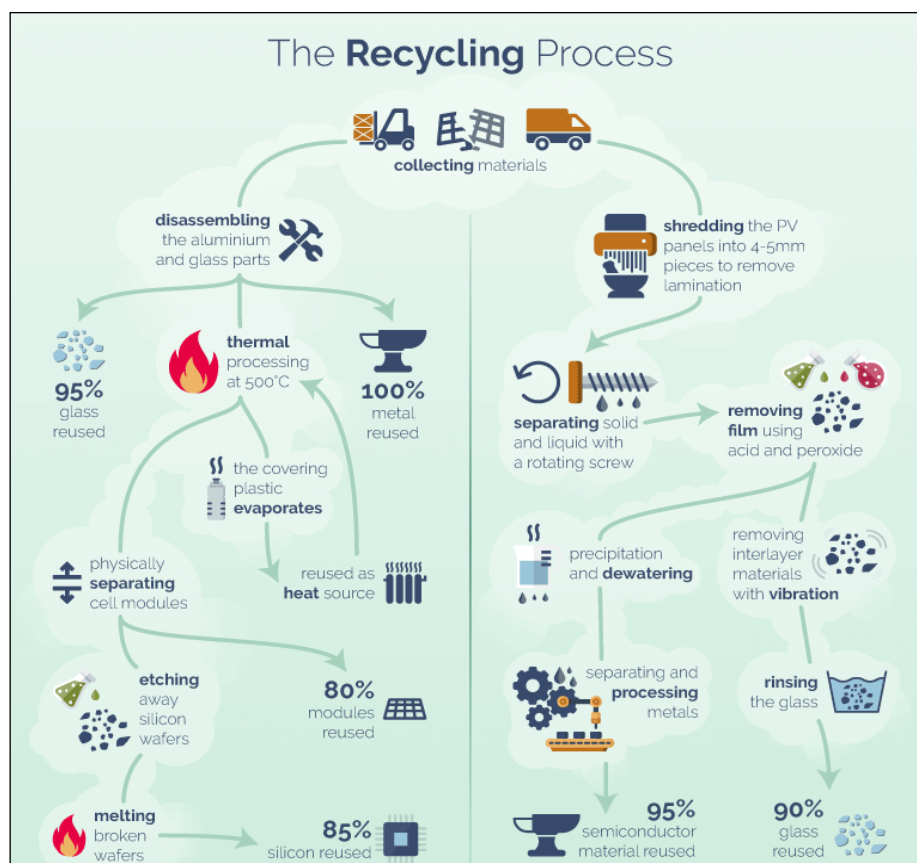 The Recycling Process
collecting materials
disassembling
the aluminium
and glass parts
95%
glass
reused
thermal
processing
at 500°C
100%
metal
reused
the covering
plastic
evaporates
reused as
heat source
physically
separating
cell modules
etching
away
silicon
wafers
80%
modules
reused
melting
broken
wafers
85%
silicon reused
shredding the PV
panels into 4-5mm
pieces to remove
lamination
separating solid
and liquid with
a rotating screw
removing
film using
acid and peroxide
precipitation
and dewatering
removing
interlayer
materials
with vibration
separating and
processing
metals
rinsing
the glass
95%
semiconductor
material reused
90%
glass
reused